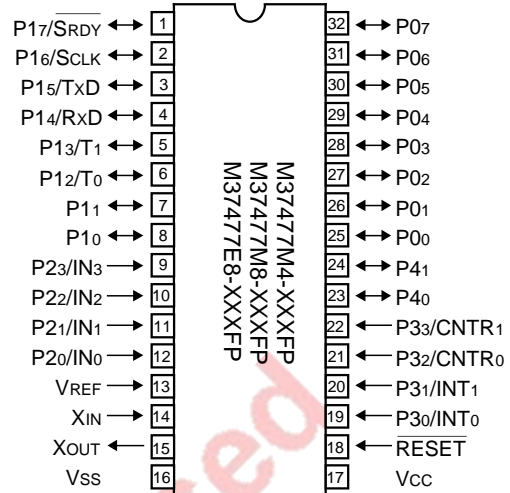 P17/SRDY 1 32 P07
P16/SCLK 2 31 P06
P15/TXD 3 30 P05
P14/RXD 4 29 P04
P13/T1 5 28 P03
P12/T0 6 27 P02
P11 7 26 P01
P10 8 25 P00
P23/IN3 9 24 P41
P22/IN2 10 23 P40
P21/IN1 11 22 P33/CNTR1
P20/IN0 12 21 P32/CNTR0
VREF 13 20 P31/INT1
XIN 14 19 P30/INT0
XOUT 15 18 RESET
VSS 16 17 VCC
M37477M4-XXXFP
M37477M8-XXXFP
M37477E8-XXXFP